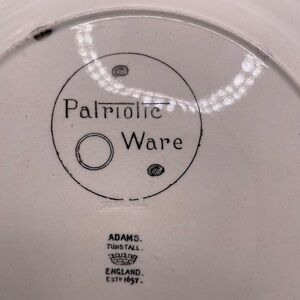 Patriotic
Ware
ADAMS.
TUNSTALL.
ENGLAND.
ESTD 1657.